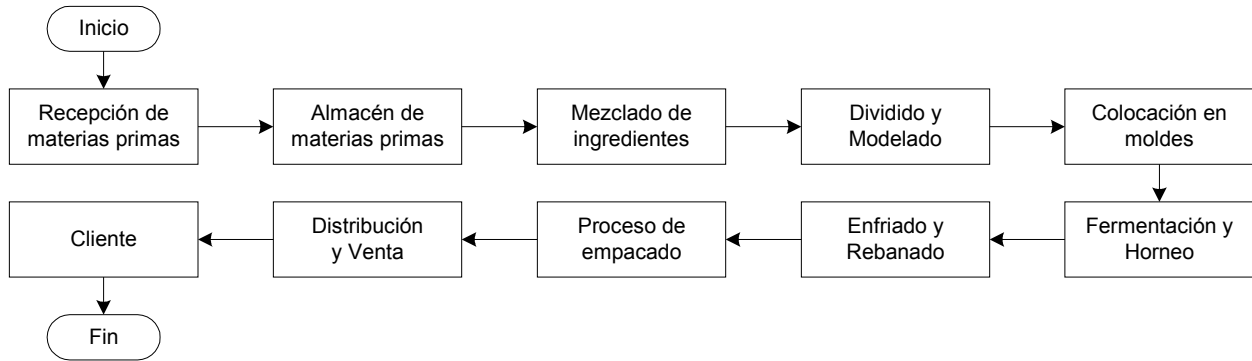 Inicio
Recepción de
materias primas
Almacén de
materias primas
Mezclado de
ingredientes
Dividido y
Modelado
Colocación en
moldes
Fermentación y
Horneo
Enfriado y
Rebanado
Proceso de
empacado
Distribución
y Venta
Cliente
Fin